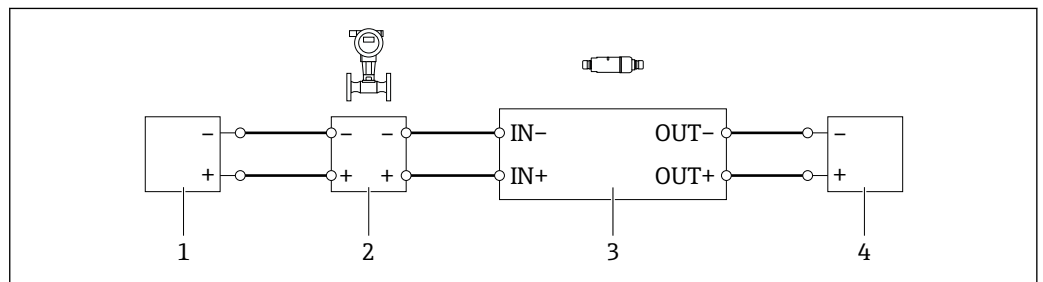 − − − IN− OUT− −
+ + + IN+ OUT+ +
1 2 3 4